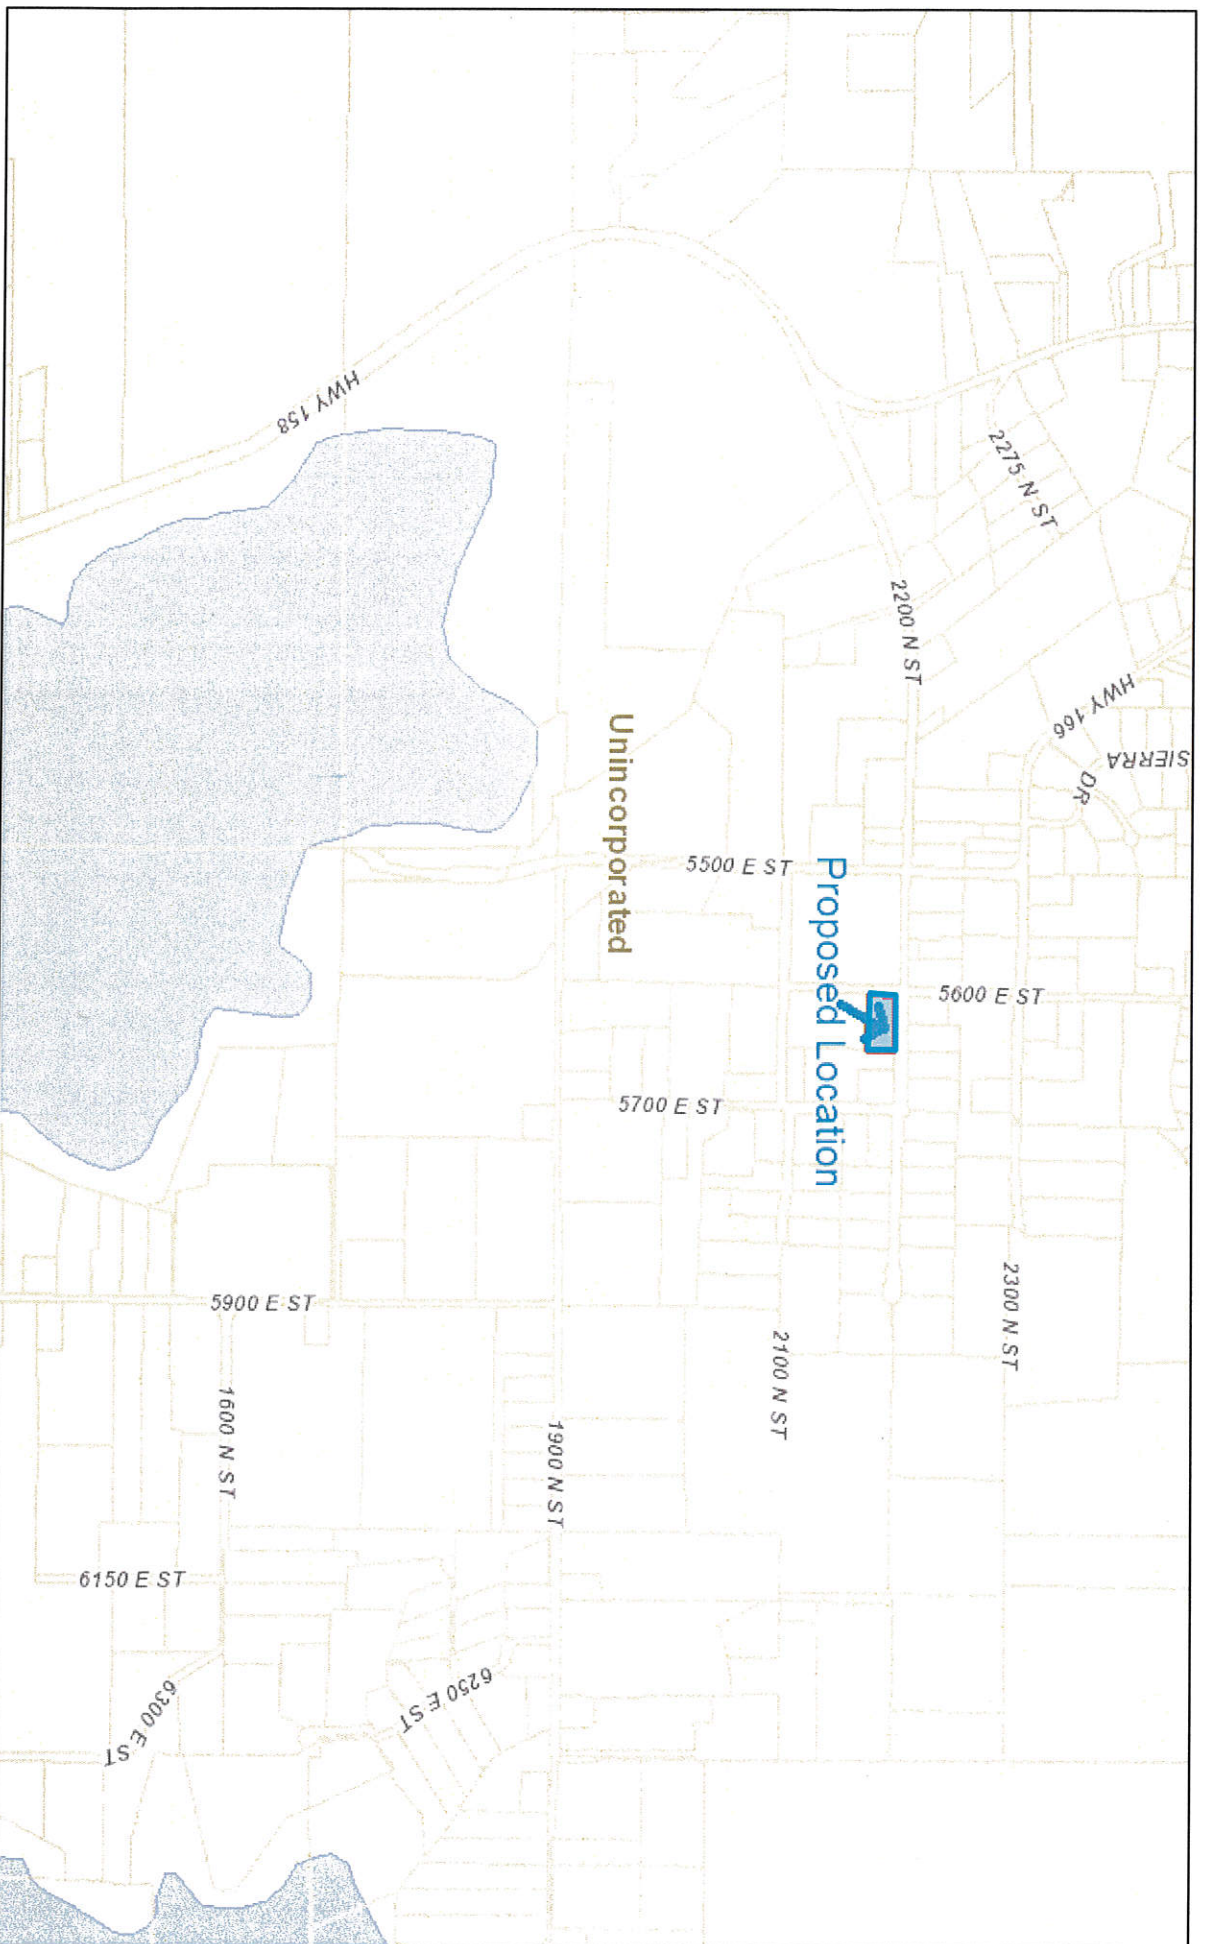 SIERRA
DR
HWY 166
2275 N ST
2300 N ST
5600 E ST
2200 N ST
Proposed Location
5500 E ST
2100 N ST
5700 E ST
Unincorporated
1900 N ST
6250 E ST
HWY 158
5900 E ST
1600 N ST
6300 E ST
6150 E ST